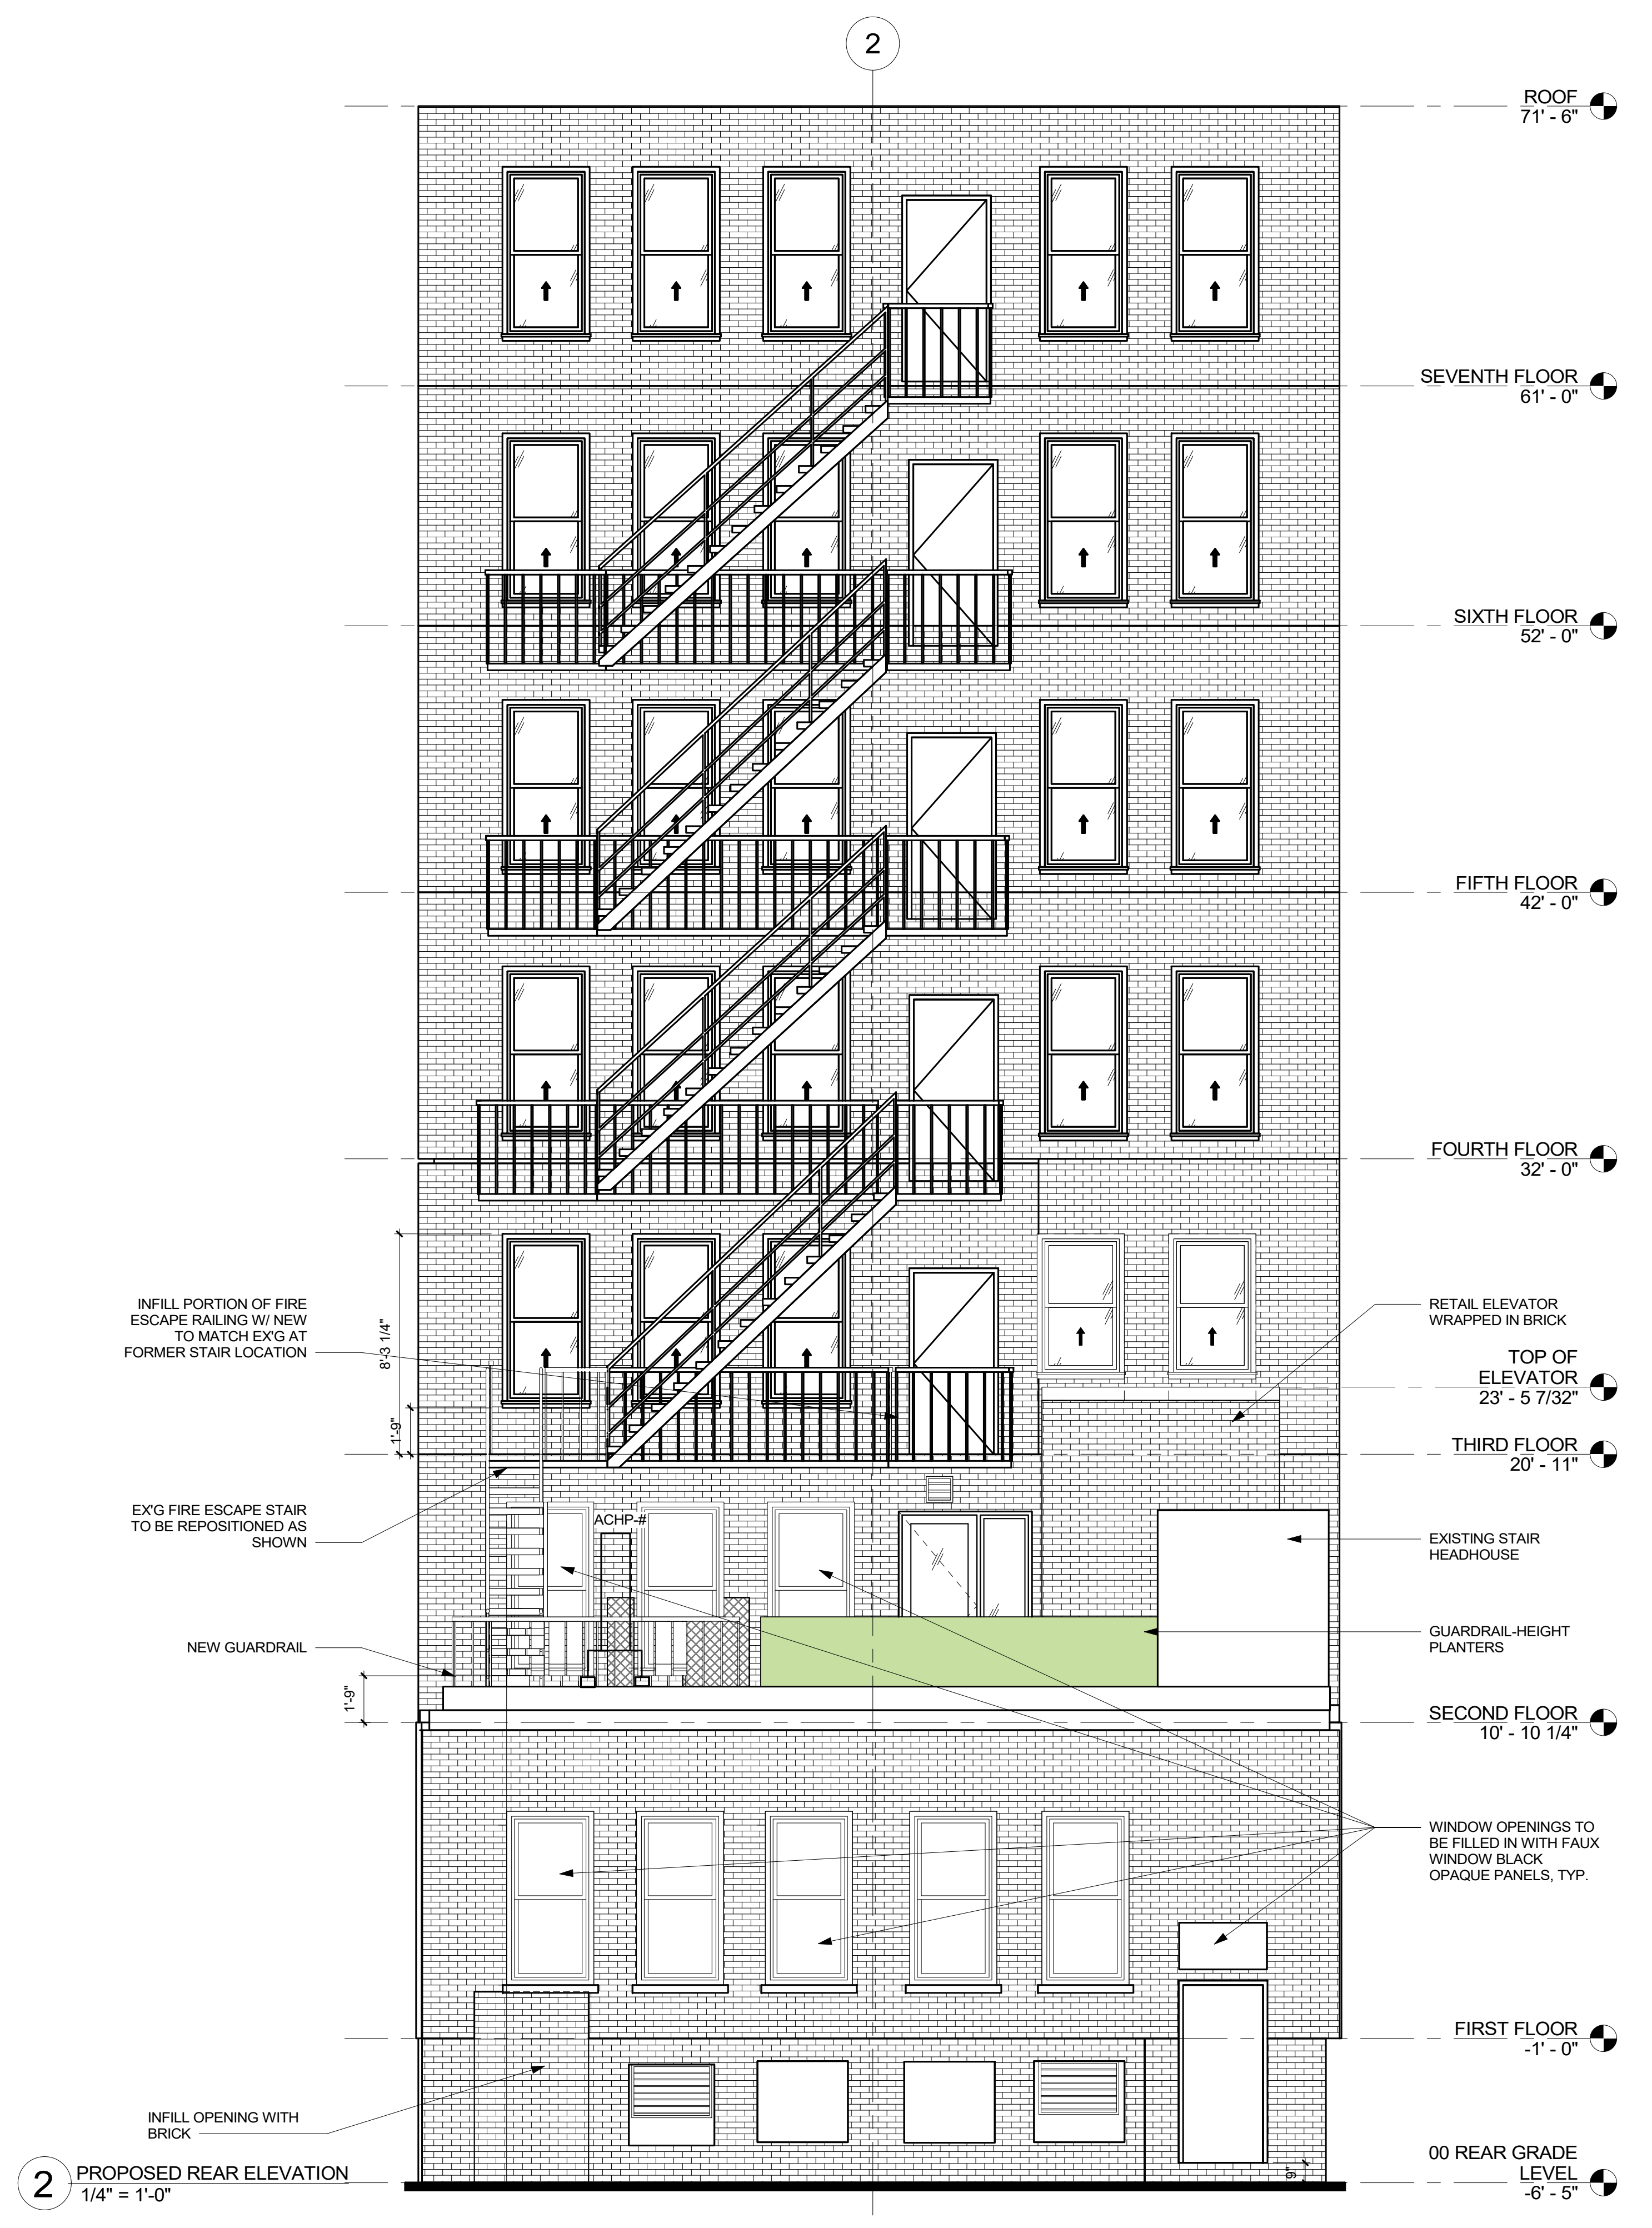 2
ROOF
71' - 6"
SEVENTH FLOOR
61' - 0"
SIXTH FLOOR
52' - 0"
FIFTH FLOOR
42' - 0"
FOURTH FLOOR
32' - 0"
8'-3 1/4"
1'-9"
INFILL PORTION OF FIRE
ESCAPE RAILING W/ NEW
TO MATCH EX'G AT
FORMER STAIR LOCATION
RETAIL ELEVATOR
WRAPPED IN BRICK
TOP OF
ELEVATOR
23' - 5 7/32"
THIRD FLOOR
20' - 11"
EX'G FIRE ESCAPE STAIR
TO BE REPOSITIONED AS
SHOWN
ACHP-#
EXISTING STAIR
HEADHOUSE
NEW GUARDRAIL
GUARDRAIL-HEIGHT
PLANTERS
1'-9"
SECOND FLOOR
10' - 10 1/4"
WINDOW OPENINGS TO
BE FILLED IN WITH FAUX
WINDOW BLACK
OPAQUE PANELS, TYP.
FIRST FLOOR
-1' - 0"
INFILL OPENING WITH
BRICK
9"
00 REAR GRADE
LEVEL
-6' - 5"
2 PROPOSED REAR ELEVATION
1/4" = 1'-0"